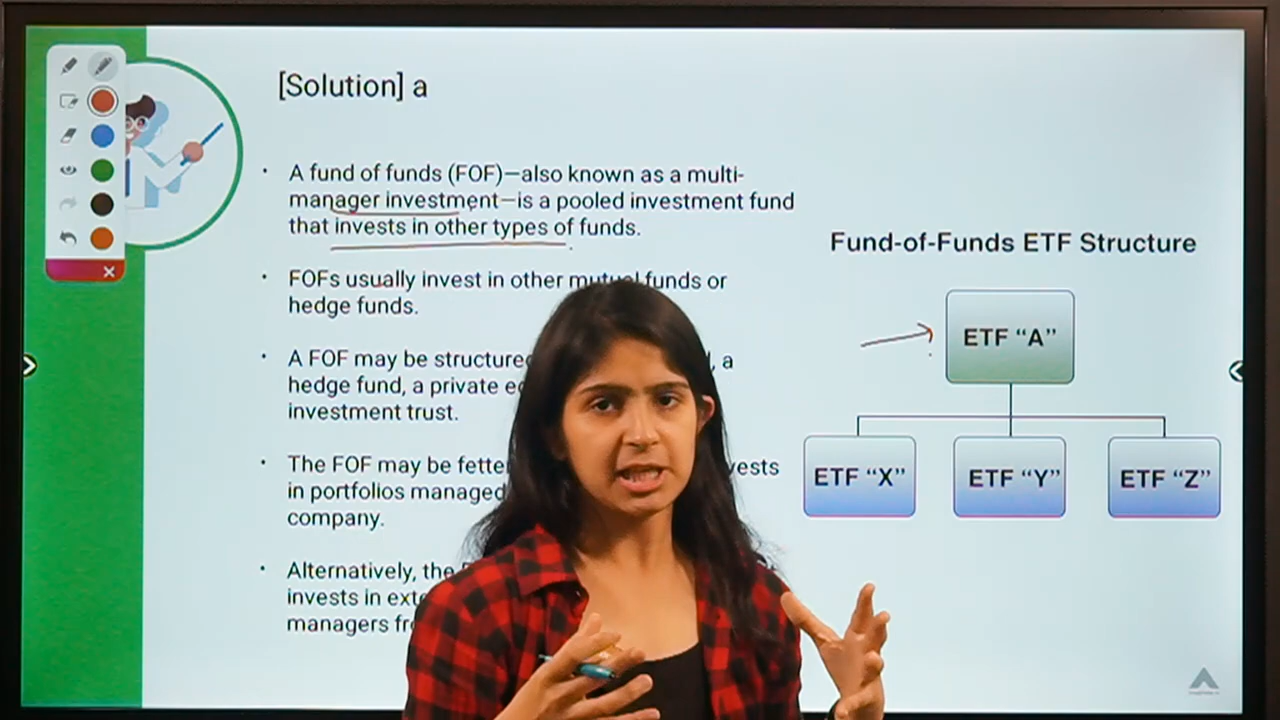 [Solution] a
A fund of funds (FOF)—also known as a multi-
manager investment—is a pooled investment fund
that invests in other types of funds.
FOFs usually invest in other mutual funds or
hedge funds.
A FOF may be structured , a
hedge fund, a private
investment trust.
The FOF may be
in portfolios managed
company.
Alternatively, the
invests in
managers
Fund-of-Funds ETF Structure
ETF “A”
ETF “X”
ETF “Y”
ETF “Z”